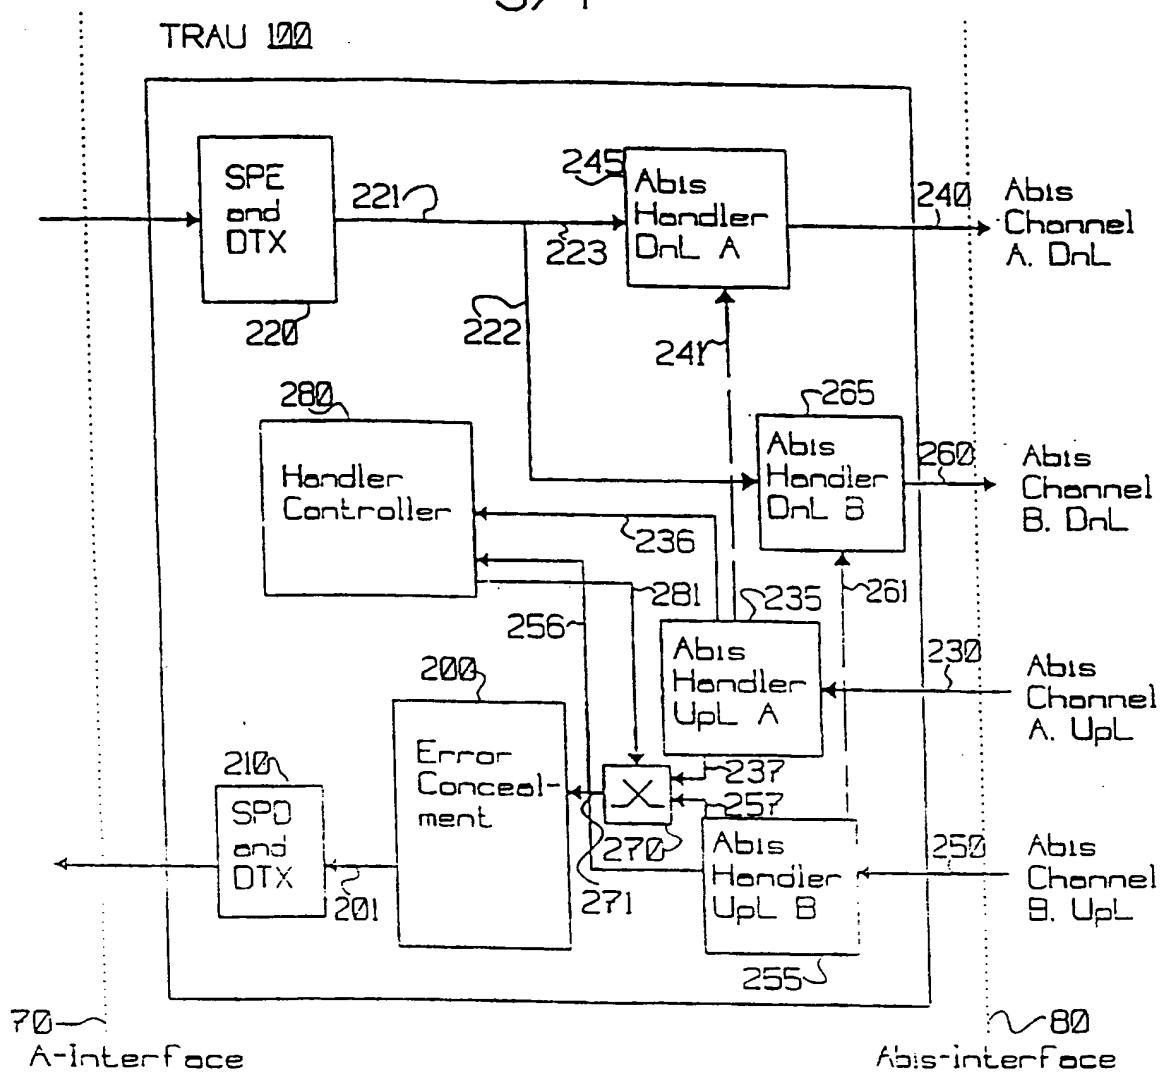 TRAU 100
SPE
and
DTX
220
221
222
223
245
Abis
Handler
DnL A
240
Abis
Channel
A. DnL
241
280
Handler
Controller
265
Abis
Handler
DnL B
260
Abis
Channel
B. DnL
236
281
256
235
261
Abis
Handler
UpL A
230
Abis
Channel
A. UpL
200
Error
Conceal-
ment
237
257
270
271
210
SPD
and
DTX
201
Abis
Handler
UpL B
255
250
Abis
Channel
B. UpL
70
A-interface
80
Abis-interface